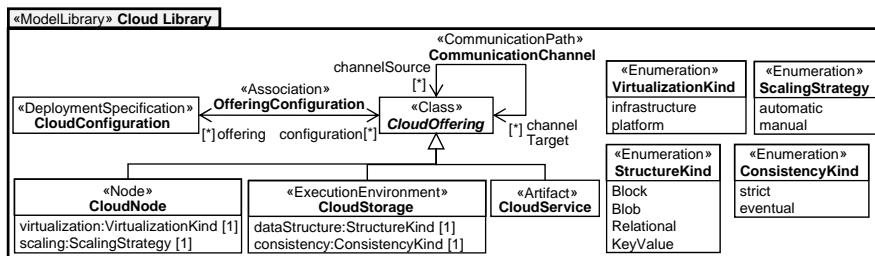 «ModelLibrary» Cloud Library
«CommunicationPath»
CommunicationChannel
channelSource
[*]
«Association»
OfferingConfiguration
«DeploymentSpecification»
CloudConfiguration
[*] offering
configuration[*]
«Class»
CloudOffering
[*] channel
Target
«Enumeration»
VirtualizationKind
infrastructure
platform
«Enumeration»
ScalingStrategy
automatic
manual
«Enumeration»
StructureKind
Block
Blob
Relational
KeyValue
«Enumeration»
ConsistencyKind
strict
eventual
«Node»
CloudNode
virtualization:VirtualizationKind [1]
scaling:ScalingStrategy [1]
«ExecutionEnvironment»
CloudStorage
dataStructure:StructureKind [1]
consistency:ConsistencyKind [1]
«Artifact»
CloudService